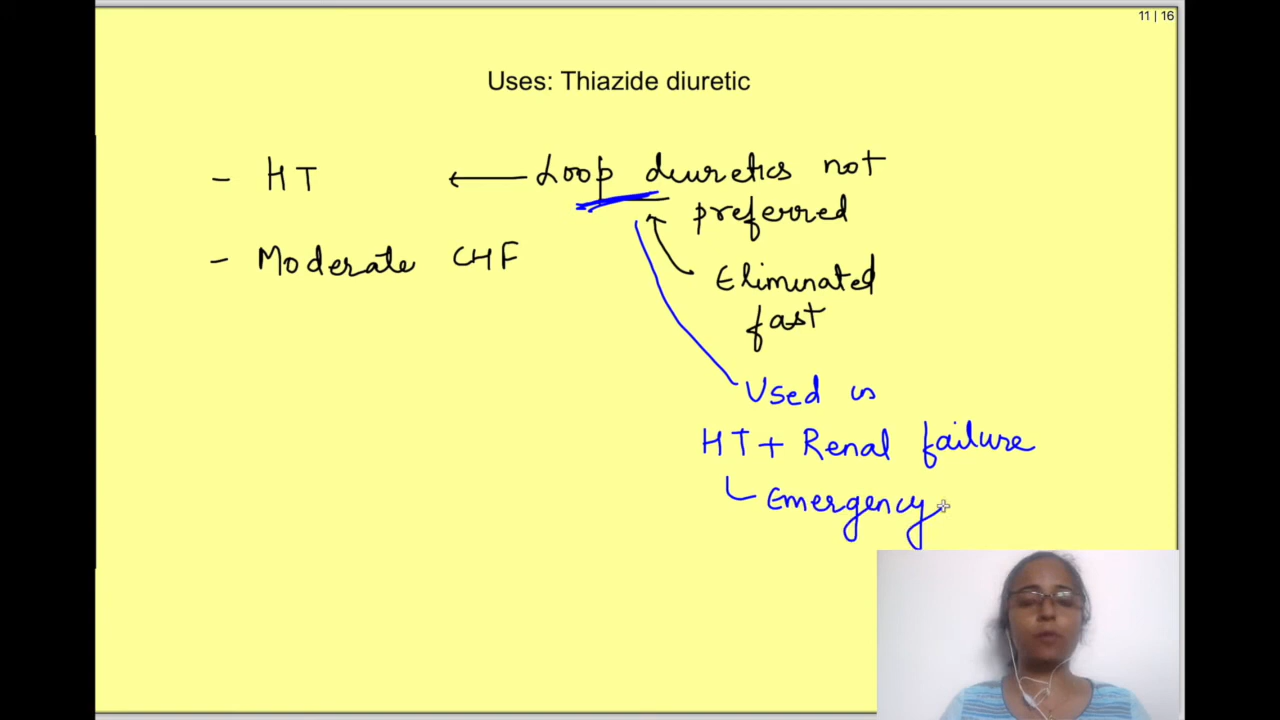 11 | 16
Uses: Thiazide diuretic
- HT ← Loop diuretics not
preferred
- Moderate CHF
Eliminated
fast
Used in
HT + Renal failure
Emergency